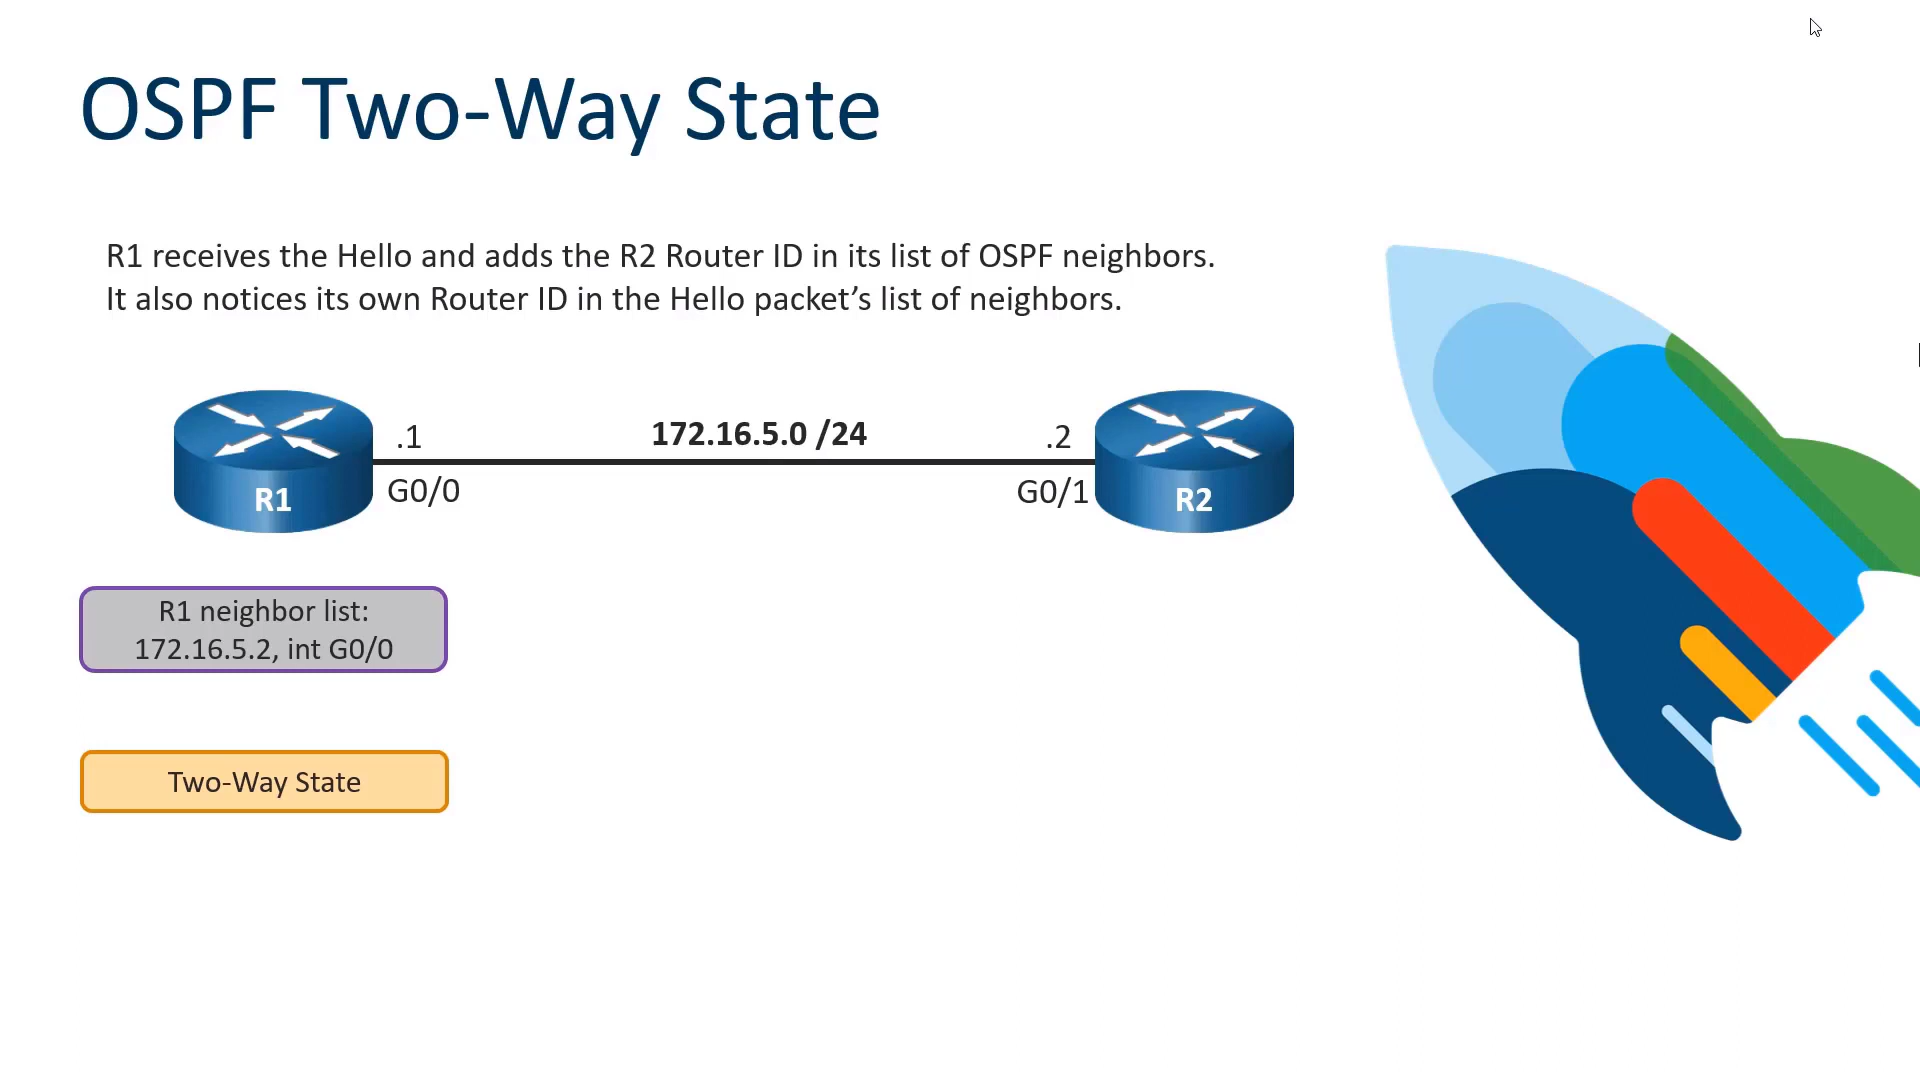 OSPF Two-Way State
R1 receives the Hello and adds the R2 Router ID in its list of OSPF neighbors.
It also notices its own Router ID in the Hello packet’s list of neighbors.
.1
172.16.5.0 /24
.2
G0/0
G0/1
R1
R2
R1 neighbor list:
172.16.5.2, int G0/0
Two-Way State